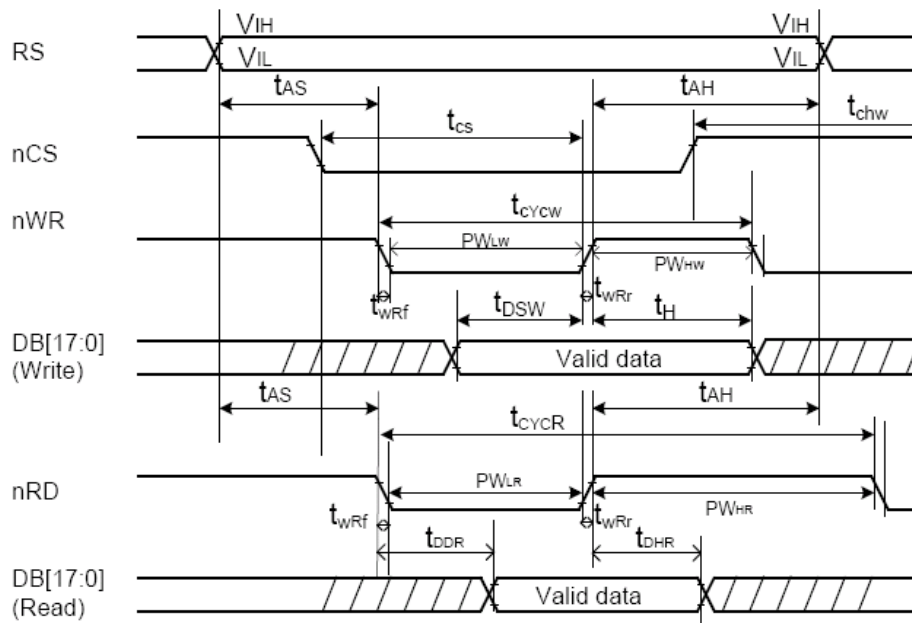 RS VIH VIH
VIL VIL
tAS tAH
tcs tchw
nCS
nWR tcYcw
PWLW PWHW
twRf tDSW twRr tH
DB[17:0]
(Write) Valid data
tAS tAH
tCYCR
nRD PWLR
twRf twRr PWHR
tDDR tDHR
DB[17:0]
(Read) Valid data